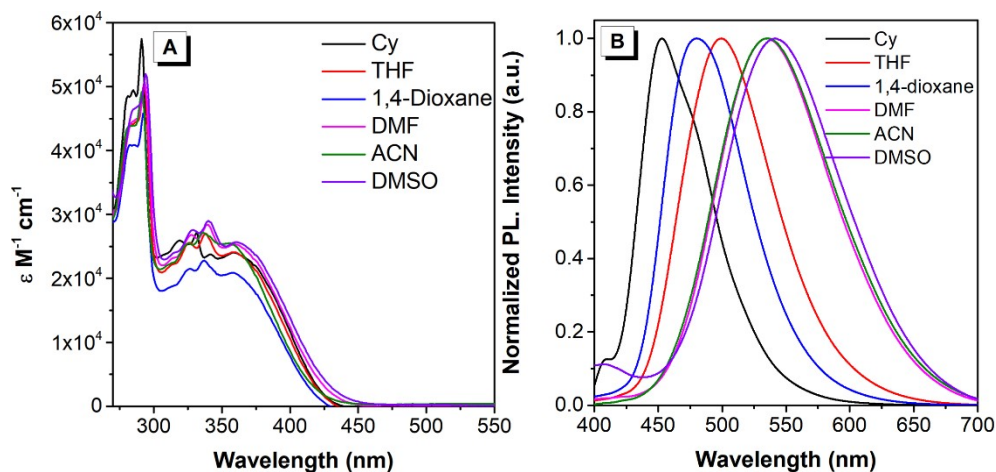 A
Cy
THF
1,4-Dioxane
DMF
ACN
DMSO
6x10⁴
5x10⁴
4x10⁴
3x10⁴
2x10⁴
1x10⁴
0
ε M⁻¹ cm⁻¹
300 350 400 450 500 550
Wavelength (nm)
B
Cy
THF
1,4-dioxane
DMF
ACN
DMSO
1.0
0.8
0.6
0.4
0.2
0.0
Normalized PL. Intensity (a.u.)
400 450 500 550 600 650 700
Wavelength (nm)